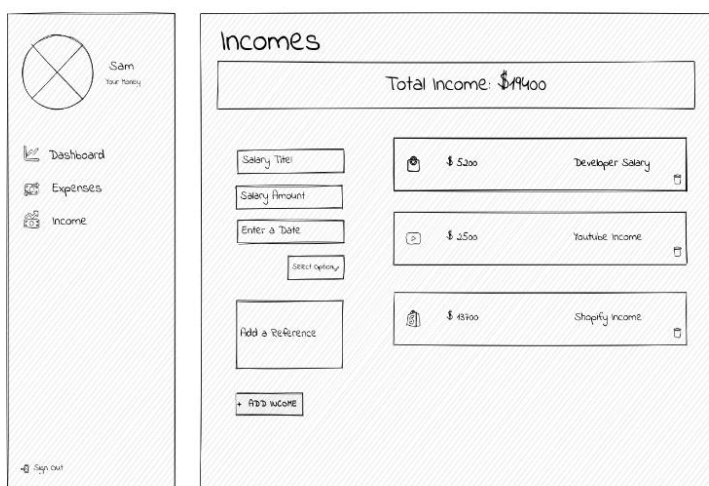 Sam
Your Money
Dashboard
Expenses
Income
Sign Out
Incomes
Total Income: $19400
Salary Titel
Salary Amount
Enter a Date
Select Option
Add a Reference
+ ADD INCOME
$ 5200 Developer Salary
$ 2500 Youtube Income
$ 13700 Shopify Income